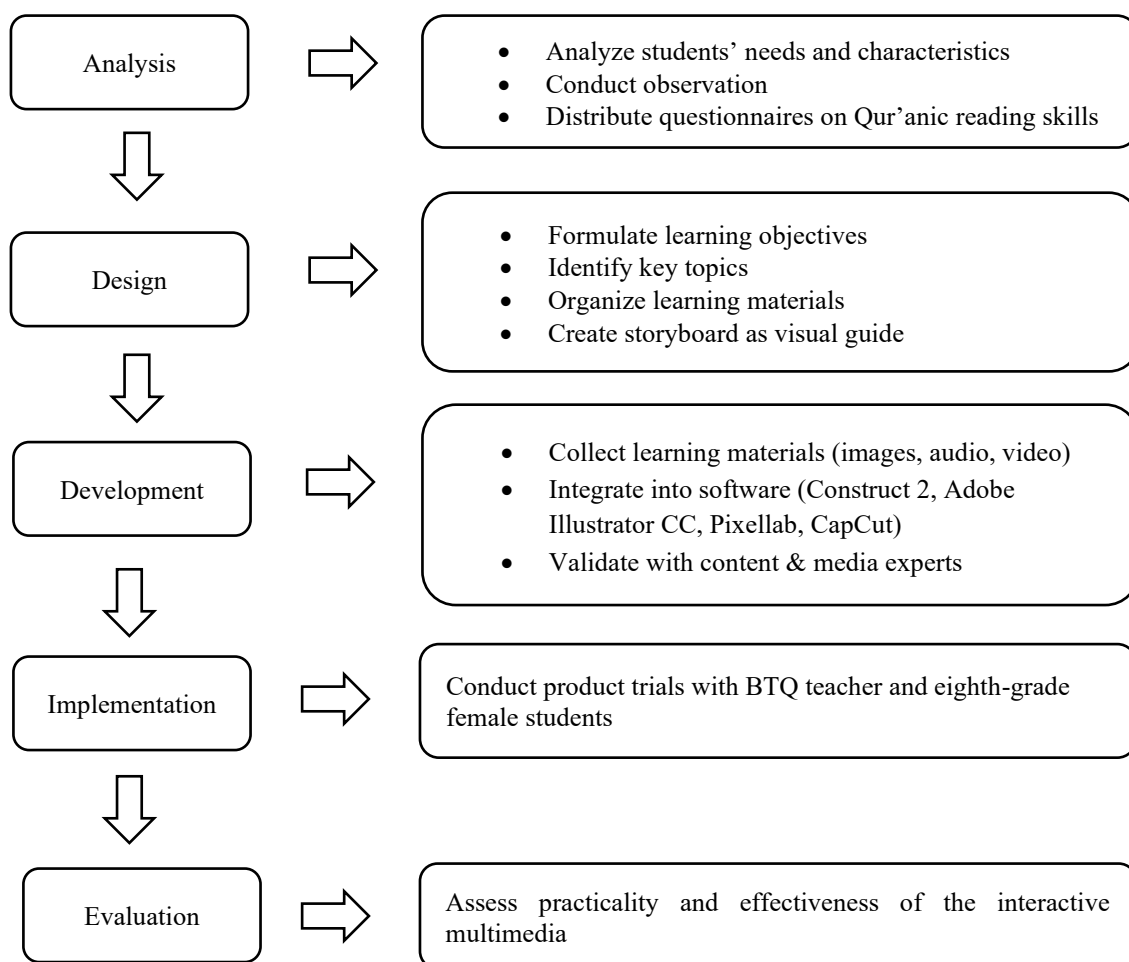 Analysis
• Analyze students’ needs and characteristics
• Conduct observation
• Distribute questionnaires on Qur’anic reading skills
Design
• Formulate learning objectives
• Identify key topics
• Organize learning materials
• Create storyboard as visual guide
Development
• Collect learning materials (images, audio, video)
• Integrate into software (Construct 2, Adobe
Illustrator CC, Pixellab, CapCut)
• Validate with content & media experts
Implementation
Conduct product trials with BTQ teacher and eighth-grade
female students
Evaluation
Assess practicality and effectiveness of the interactive
multimedia